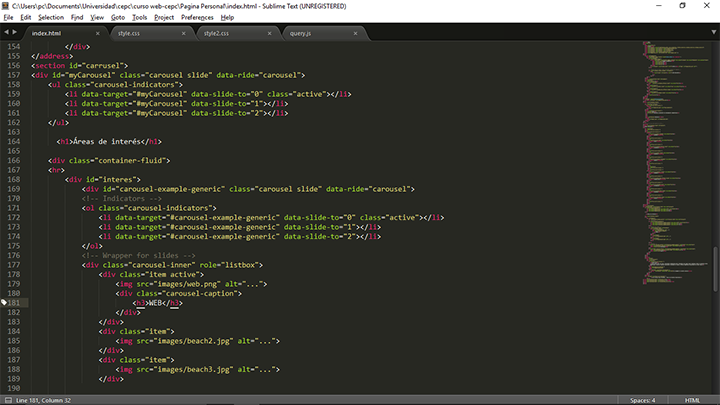 C:\Users\pc\Documents\Universidad\cepc\curso web-cepc\Pagina Personal\index.html - Sublime Text (UNREGISTERED)
File Edit Selection Find View Goto Tools Project Preferences Help
index.html style.css style2.css query.js
154 </div>
155 </address>
156 <section id="carrusel">
157 <div id="myCarousel" class="carousel slide" data-ride="carousel">
158 <ol class="carousel-indicators">
159 <li data-target="#myCarousel" data-slide-to="0" class="active"></li>
160 <li data-target="#myCarousel" data-slide-to="1"></li>
161 <li data-target="#myCarousel" data-slide-to="2"></li>
162 </ol>
163
164 <h1>Áreas de interés</h1>
165
166 <div class="container-fluid">
167 <hr>
168 <div id="interes">
169 <div id="carousel-example-generic" class="carousel slide" data-ride="carousel">
170 <!-- Indicators -->
171 <ol class="carousel-indicators">
172 <li data-target="#carousel-example-generic" data-slide-to="0" class="active"></li>
173 <li data-target="#carousel-example-generic" data-slide-to="1"></li>
174 <li data-target="#carousel-example-generic" data-slide-to="2"></li>
175 </ol>
176 <!-- Wrapper for slides -->
177 <div class="carousel-inner" role="listbox">
178 <div class="item active">
179 <img src="images/web.png" alt="...">
180 <div class="carousel-caption">
181 <h3>WEB</h3>
182 </div>
183 </div>
184 <div class="item">
185 <img src="images/beach2.jpg" alt="...">
186 </div>
187 <div class="item">
188 <img src="images/beach3.jpg" alt="...">
189 </div>
190
Line 181, Column 32 Spaces: 4 HTML